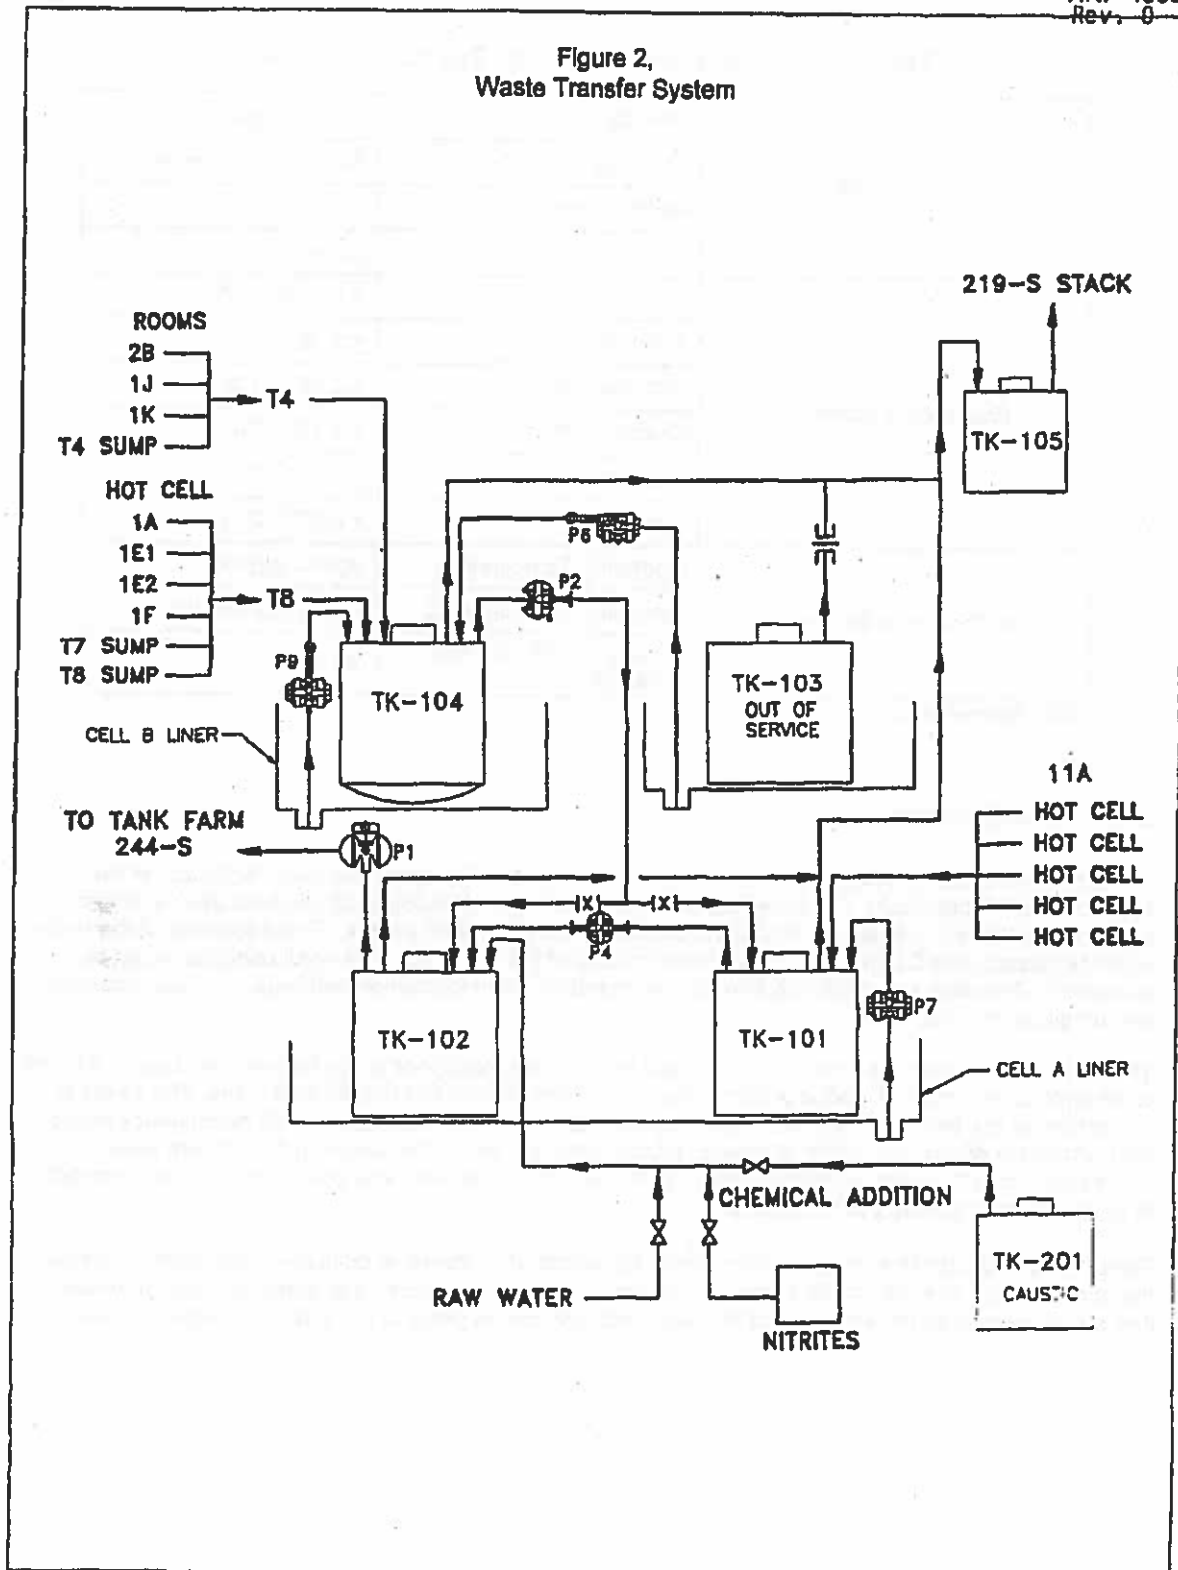 Rev. 0
Figure 2,
Waste Transfer System
219-S STACK
ROOMS
2B
1J
1K
T4 SUMP
T4
TK-105
HOT CELL
1A
1E1
1E2
1F
T7 SUMP
T8 SUMP
T8
P6
P2
P9
TK-104
TK-103
OUT OF
SERVICE
CELL B LINER
11A
HOT CELL
HOT CELL
HOT CELL
HOT CELL
HOT CELL
TO TANK FARM
244-S
P1
(X)
(X)
P4
P7
TK-102
TK-101
CELL A LINER
CHEMICAL ADDITION
TK-201
CAUSTIC
RAW WATER
NITRITES